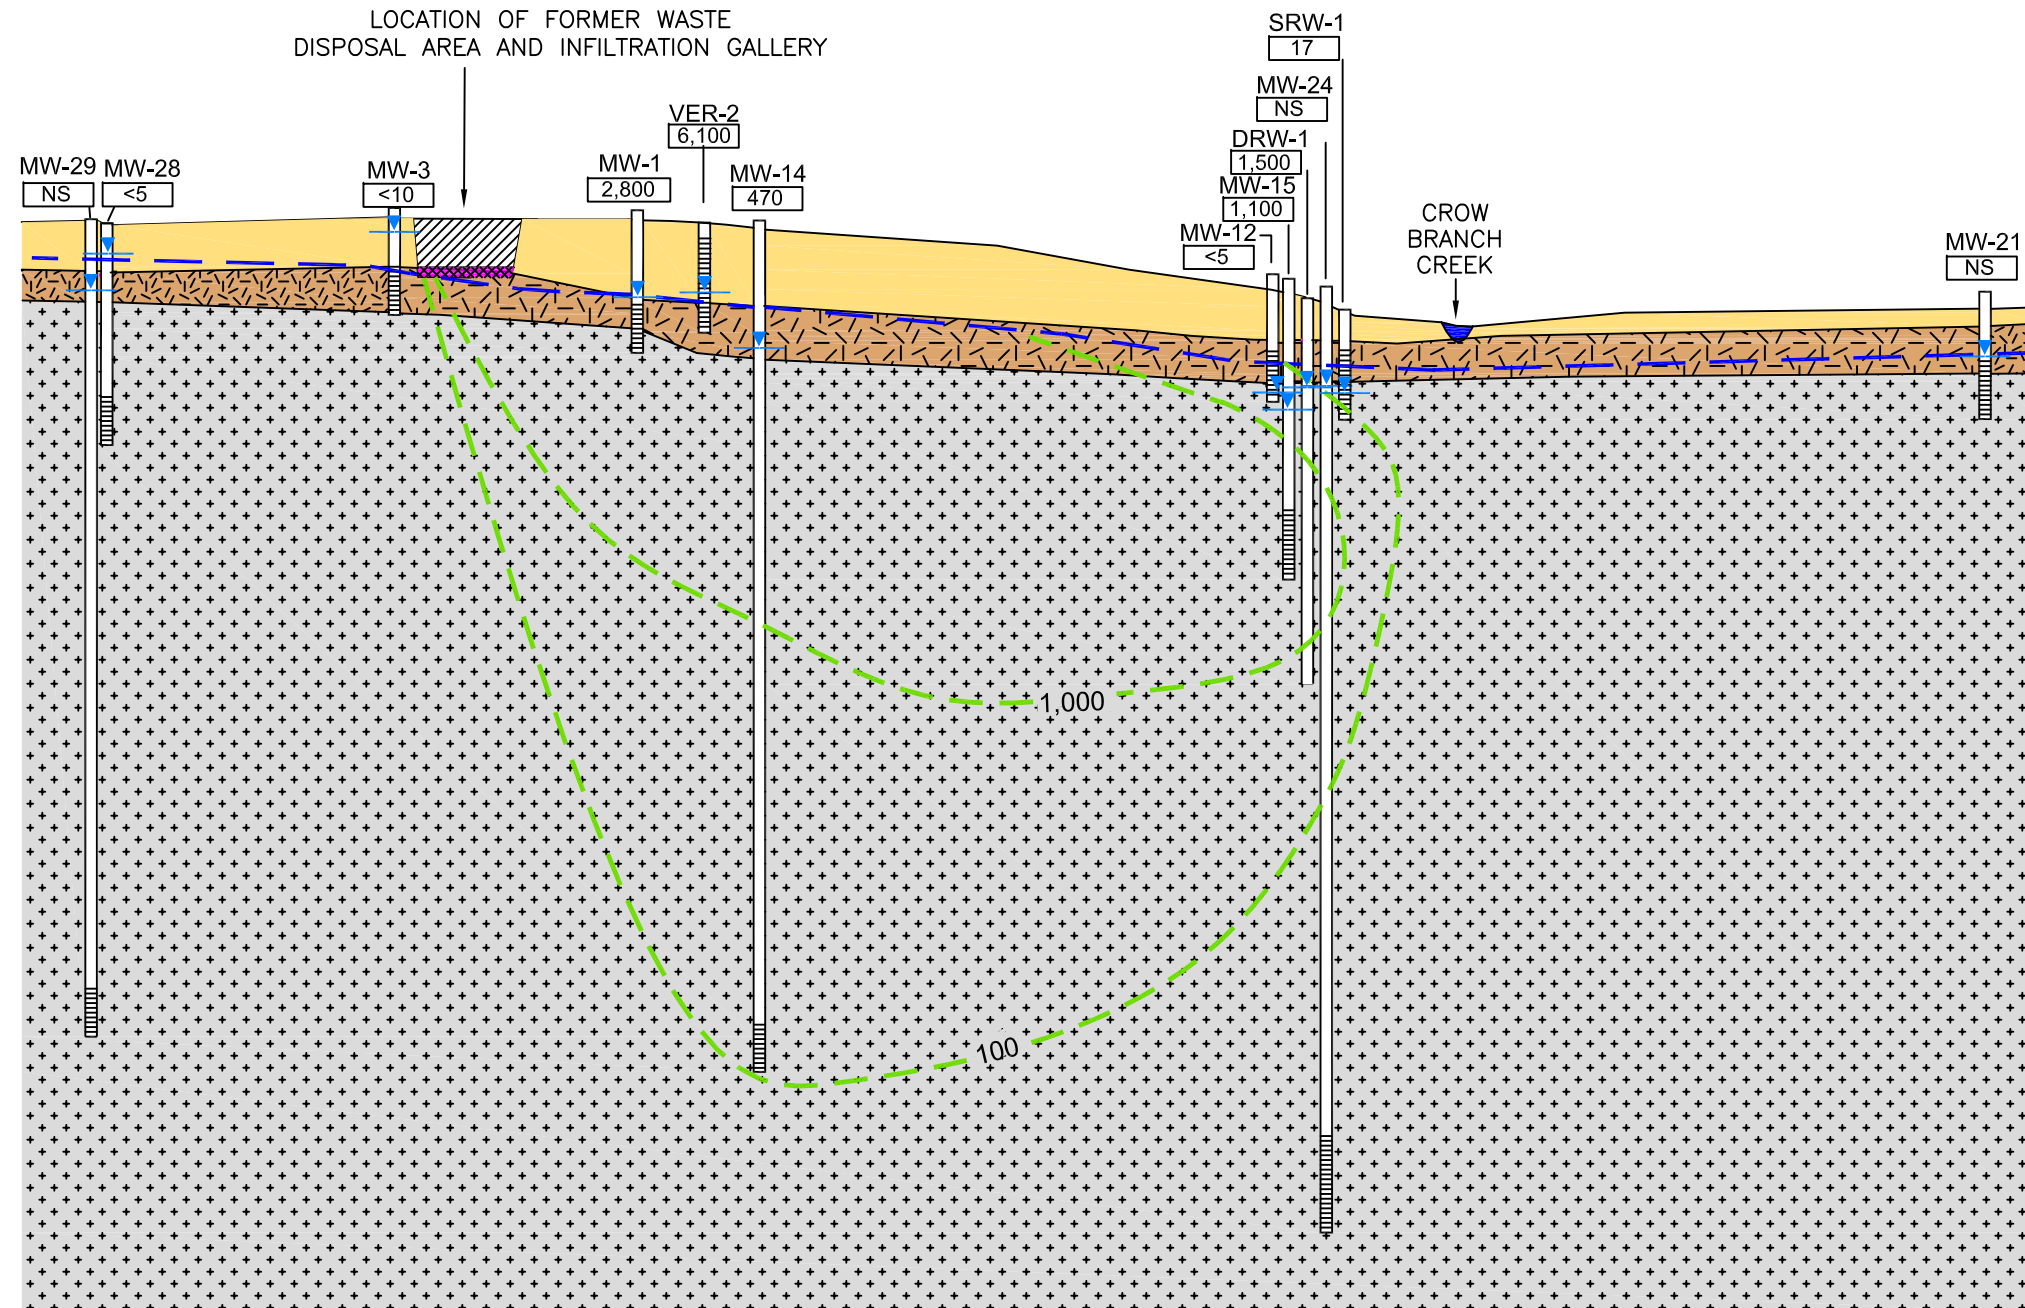 LOCATION OF FORMER WASTE
DISPOSAL AREA AND INFILTRATION GALLERY
SRW-1
17
MW-24
NS
VER-2
6,100
DRW-1
1,500
MW-29
NS
MW-28
<5
MW-3
<10
MW-1
2,800
MW-14
470
MW-15
1,100
MW-12
<5
CROW
BRANCH
CREEK
MW-21
NS
1,000
100